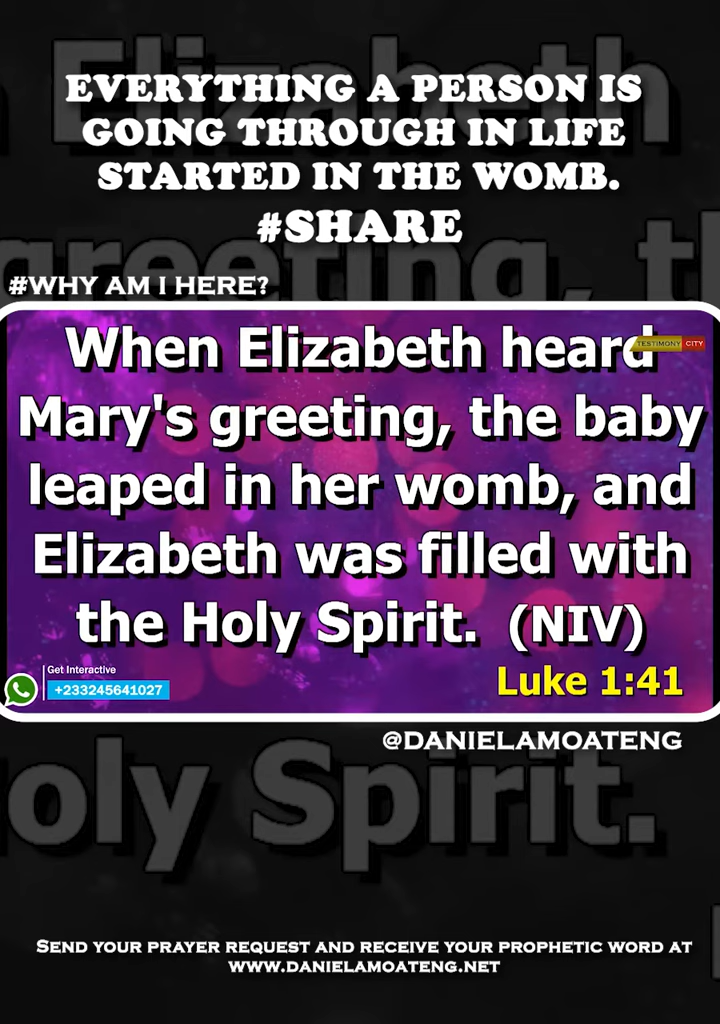 EVERYTHING A PERSON IS
GOING THROUGH IN LIFE
STARTED IN THE WOMB.
#SHARE
#WHY AM I HERE?
When Elizabeth heard
TESTIMONY CITY
Mary's greeting, the baby
leaped in her womb, and
Elizabeth was filled with
the Holy Spirit. (NIV)
Luke 1:41
Get Interactive
+233245641027
@DANIELAMOATENG
SEND YOUR PRAYER REQUEST AND RECEIVE YOUR PROPHETIC WORD AT
WWW.DANIELAMOATENG.NET
Elizabeth
greeting, th
oly Spirit.